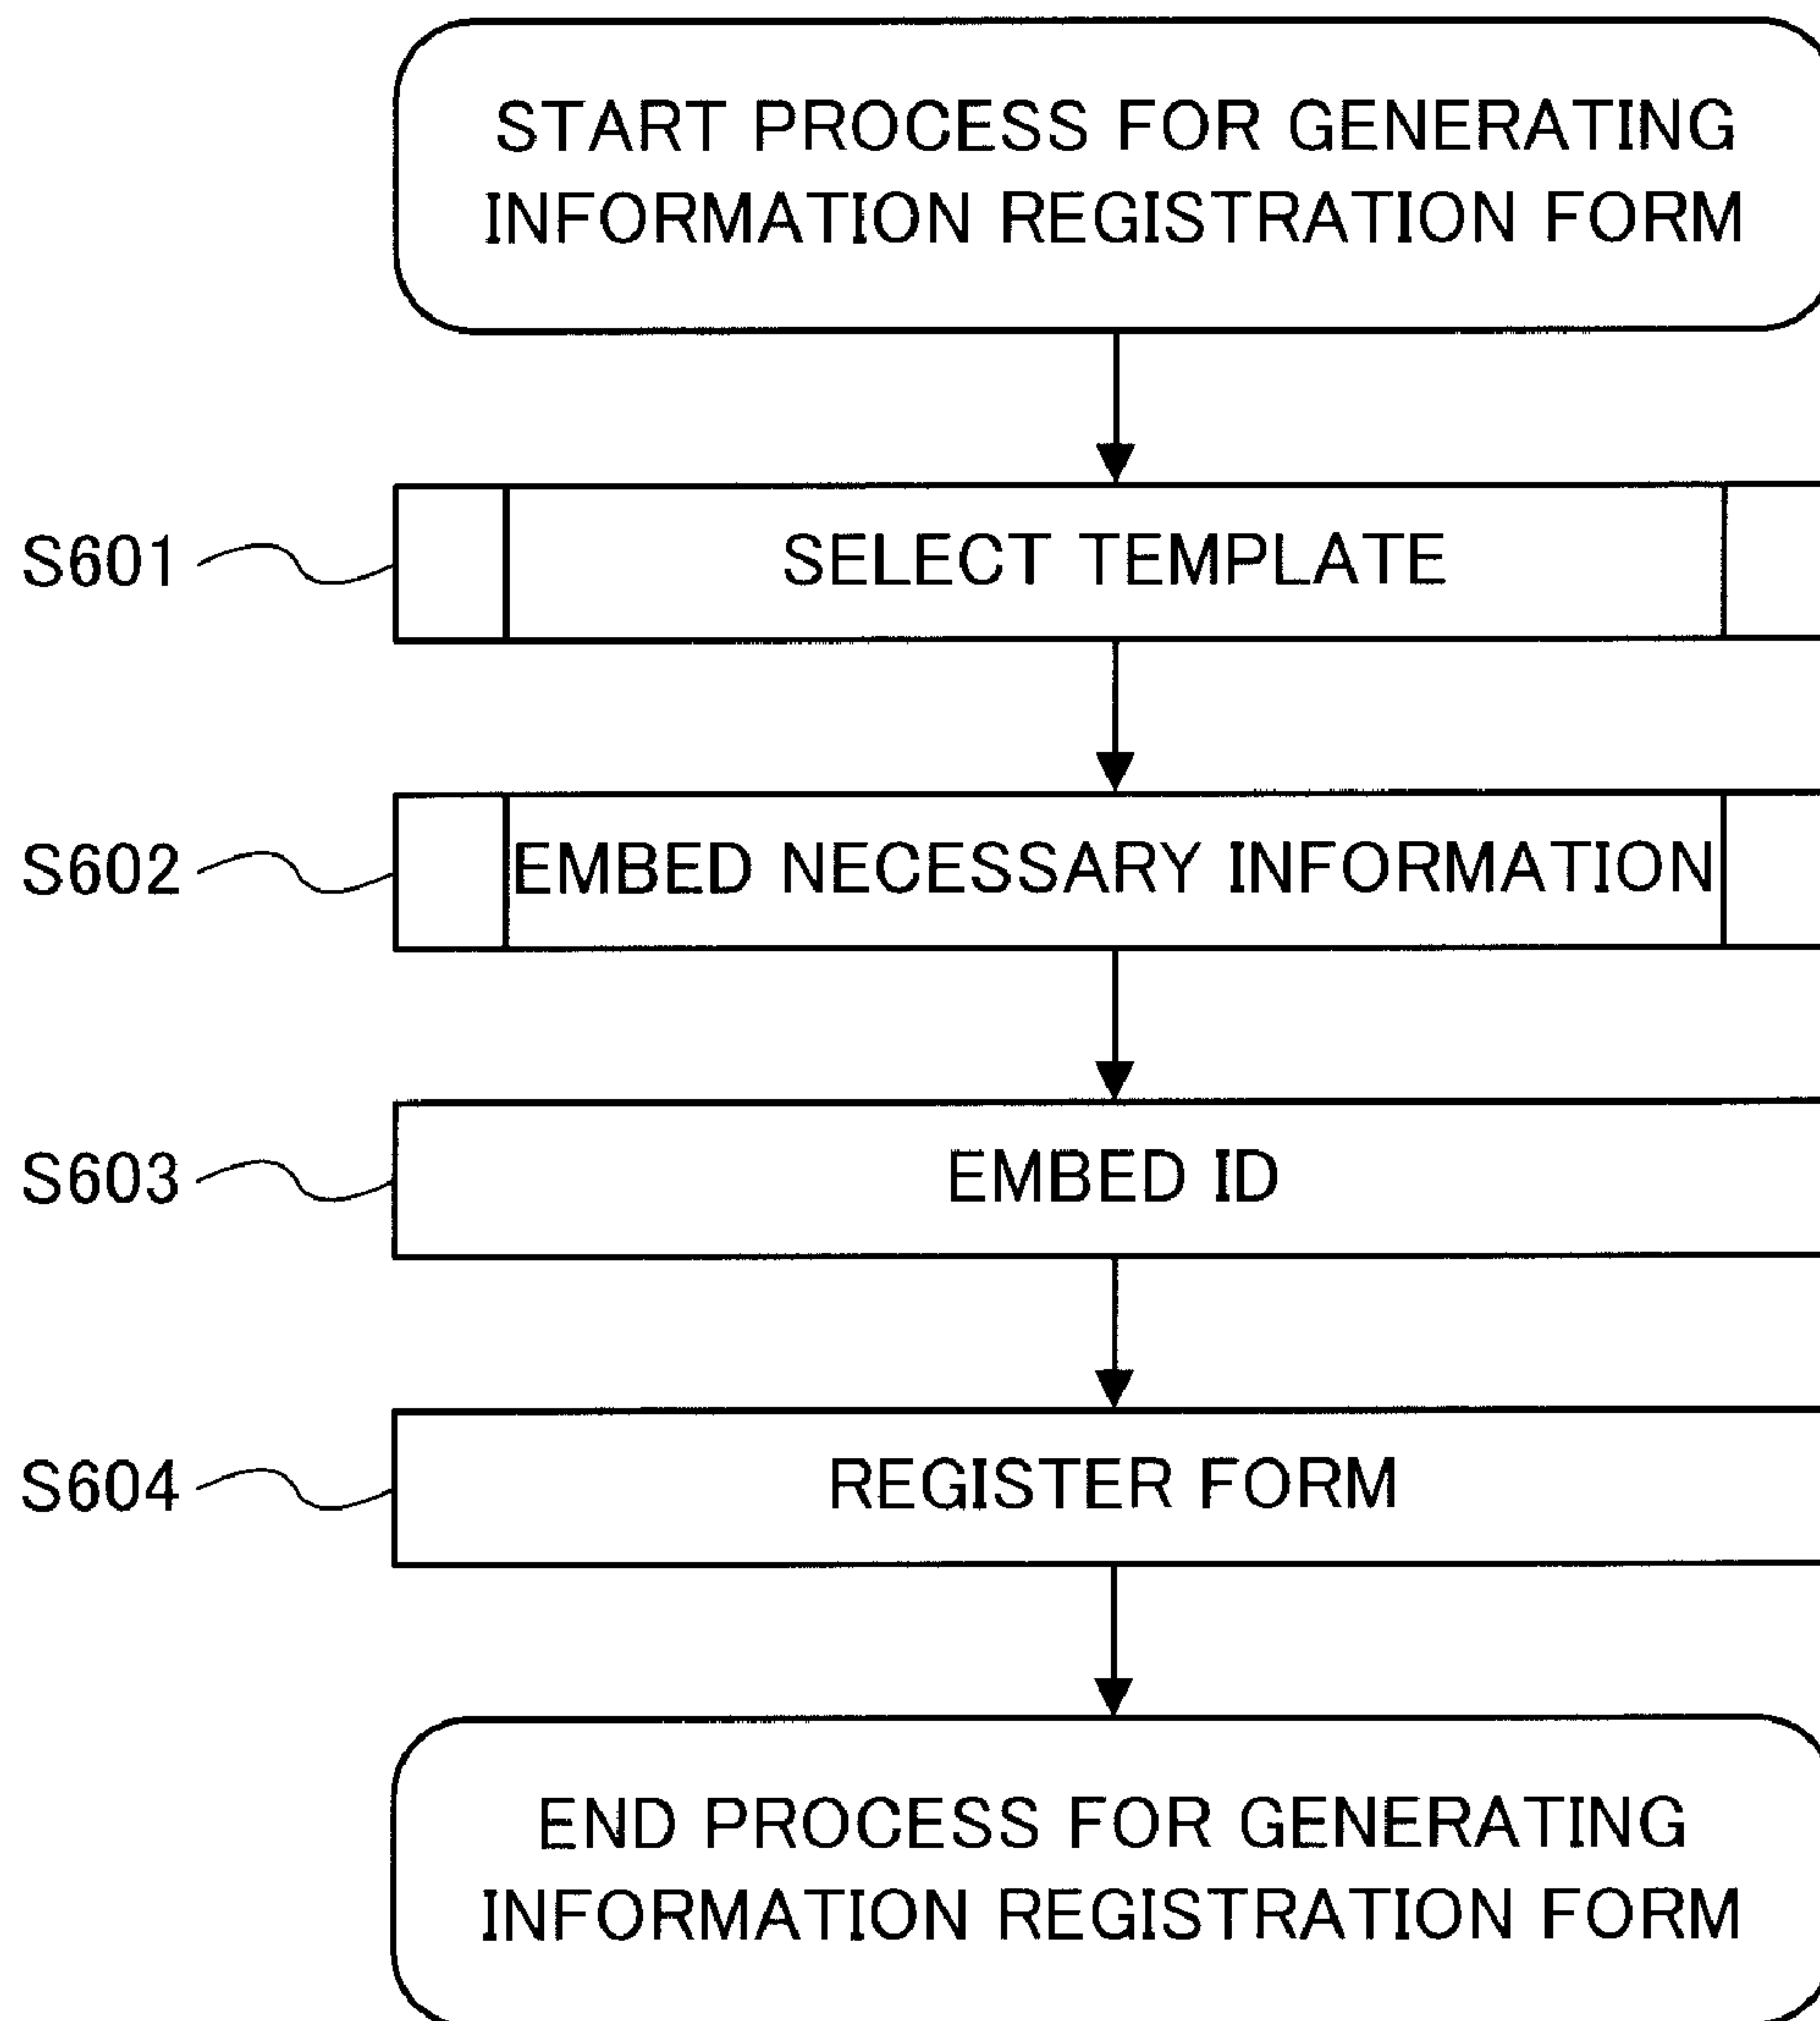 START PROCESS FOR GENERATING
INFORMATION REGISTRATION FORM
S601
SELECT TEMPLATE
S602
EMBED NECESSARY INFORMATION
S603
EMBED ID
S604
REGISTER FORM
END PROCESS FOR GENERATING
INFORMATION REGISTRATION FORM